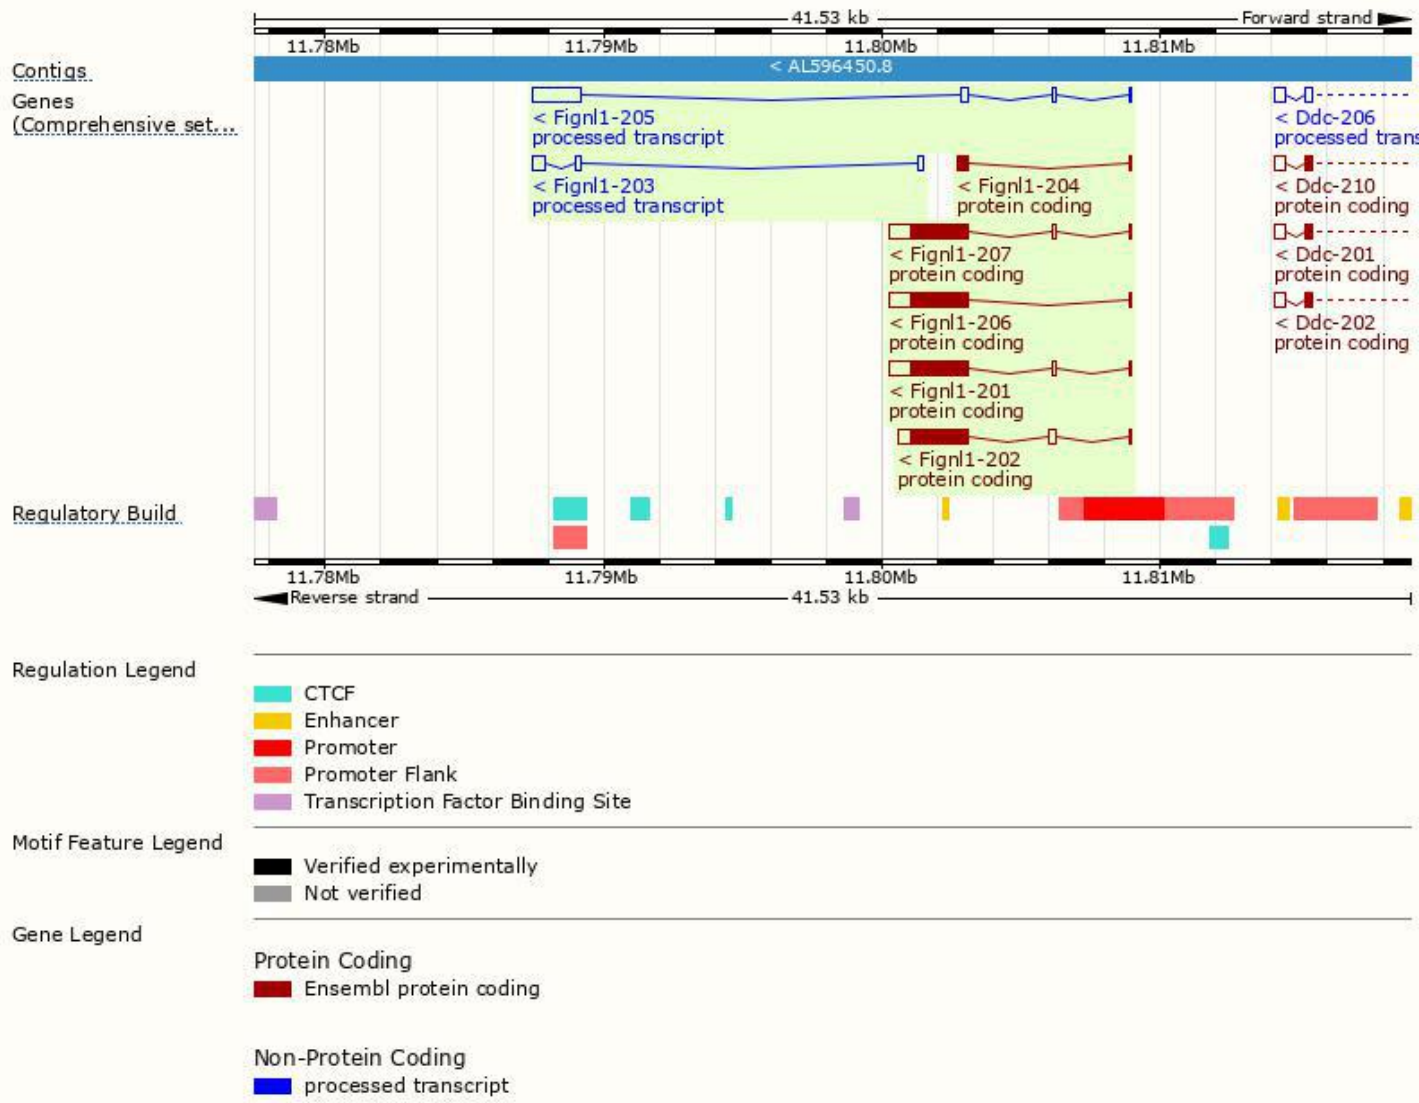 41.53 kb Forward strand
11.78Mb 11.79Mb 11.80Mb 11.81Mb
Contigs < AL596450.8
Genes
(Comprehensive set...
< Fignl1-205 < Ddc-206
processed transcript processed trans
< Fignl1-203 < Fignl1-204 < Ddc-210
processed transcript protein coding protein coding
< Fignl1-207 < Ddc-201
protein coding protein coding
< Fignl1-206 < Ddc-202
protein coding protein coding
< Fignl1-201
protein coding
< Fignl1-202
protein coding
Regulatory Build
11.78Mb 11.79Mb 11.80Mb 11.81Mb
Reverse strand 41.53 kb
Regulation Legend
CTCF
Enhancer
Promoter
Promoter Flank
Transcription Factor Binding Site
Motif Feature Legend
Verified experimentally
Not verified
Gene Legend
Protein Coding
Ensembl protein coding
Non-Protein Coding
processed transcript